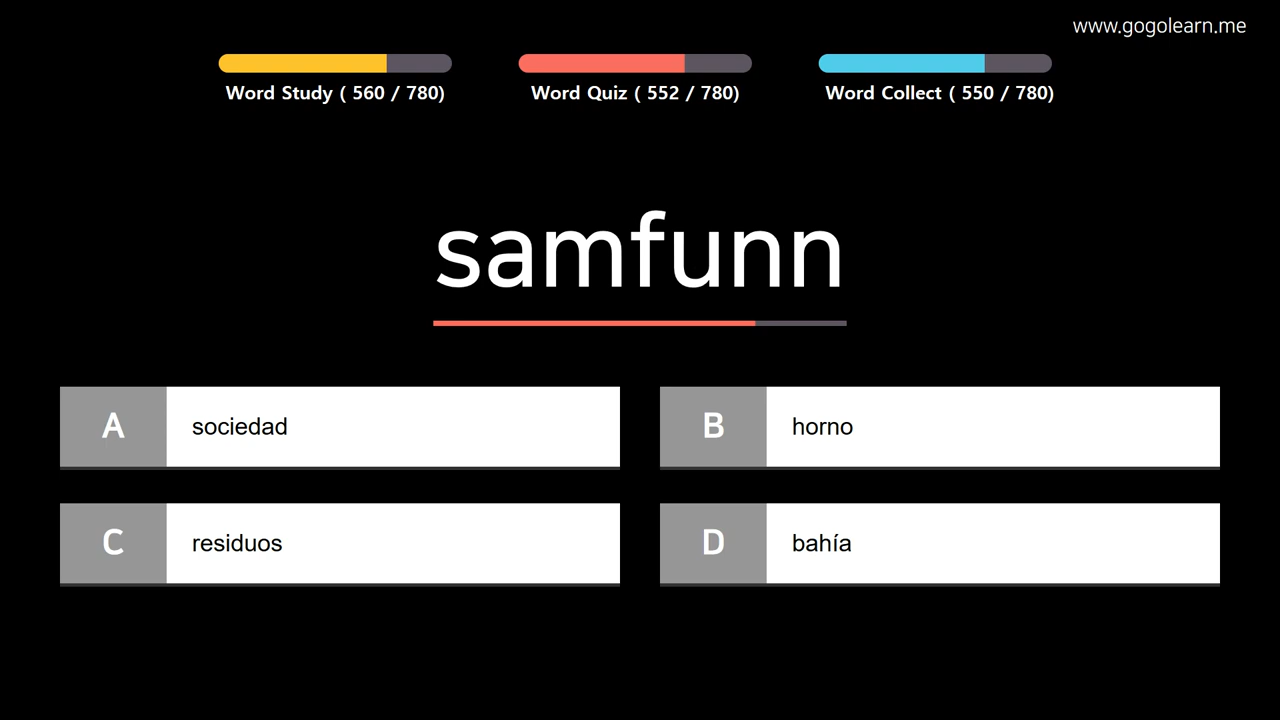 www.gogolearn.me
Word Study ( 560 / 780)
Word Quiz ( 552 / 780)
Word Collect ( 550 / 780)
samfunn
A sociedad
B horno
C residuos
D bahía